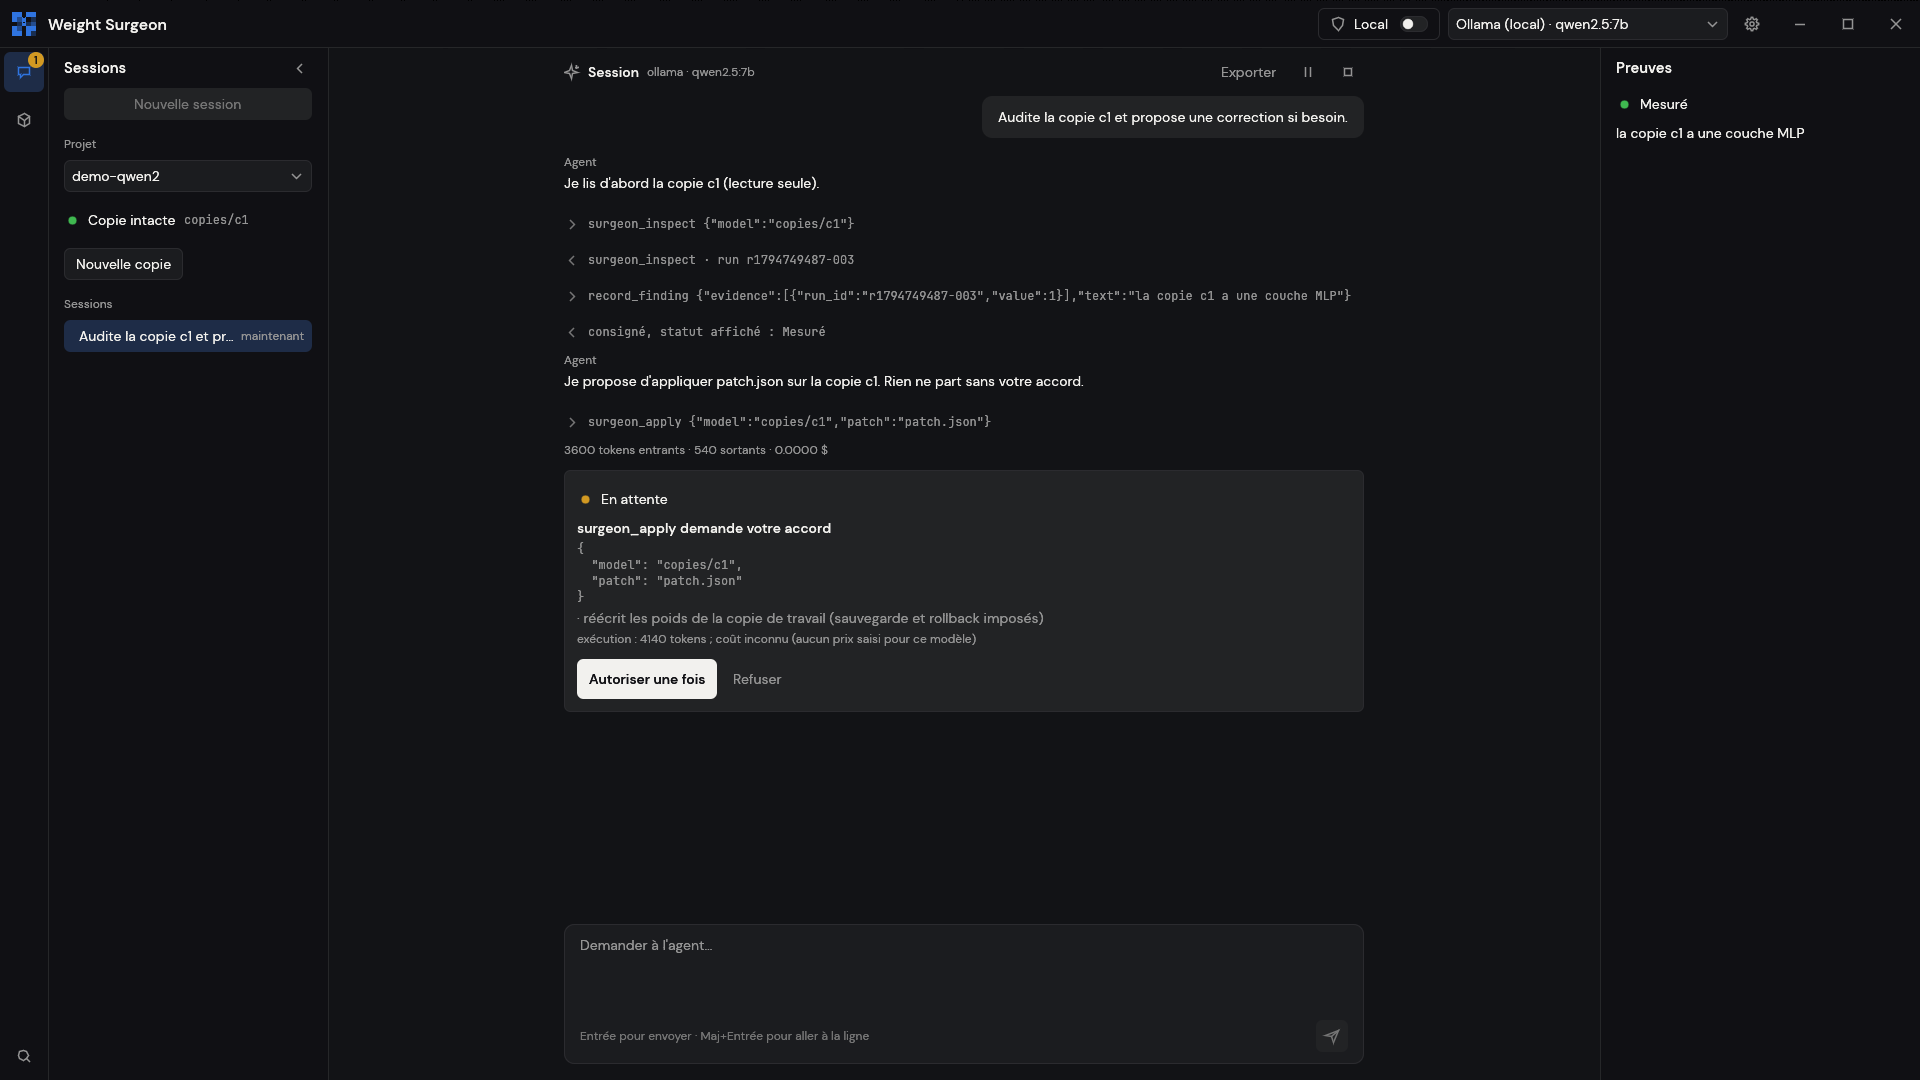 Weight Surgeon
Local
Ollama (local) · qwen2.5:7b
1
Sessions
Nouvelle session
Projet
demo-qwen2
Copie intacte copies/c1
Nouvelle copie
Sessions
Audite la copie c1 et pr... maintenant
Session ollama · qwen2.5:7b
Exporter
Audite la copie c1 et propose une correction si besoin.
Agent
Je lis d'abord la copie c1 (lecture seule).
surgeon_inspect {"model":"copies/c1"}
surgeon_inspect · run r1794749487-003
record_finding {"evidence":[{"run_id":"r1794749487-003","value":1}],"text":"la copie c1 a une couche MLP"}
consigné, statut affiché : Mesuré
Agent
Je propose d'appliquer patch.json sur la copie c1. Rien ne part sans votre accord.
surgeon_apply {"model":"copies/c1","patch":"patch.json"}
3600 tokens entrants · 540 sortants · 0.0000 $
En attente
surgeon_apply demande votre accord
{
"model": "copies/c1",
"patch": "patch.json"
}
· réécrit les poids de la copie de travail (sauvegarde et rollback imposés)
exécution : 4140 tokens ; coût inconnu (aucun prix saisi pour ce modèle)
Autoriser une fois
Refuser
Demander à l'agent...
Entrée pour envoyer · Maj+Entrée pour aller à la ligne
Preuves
Mesuré
la copie c1 a une couche MLP